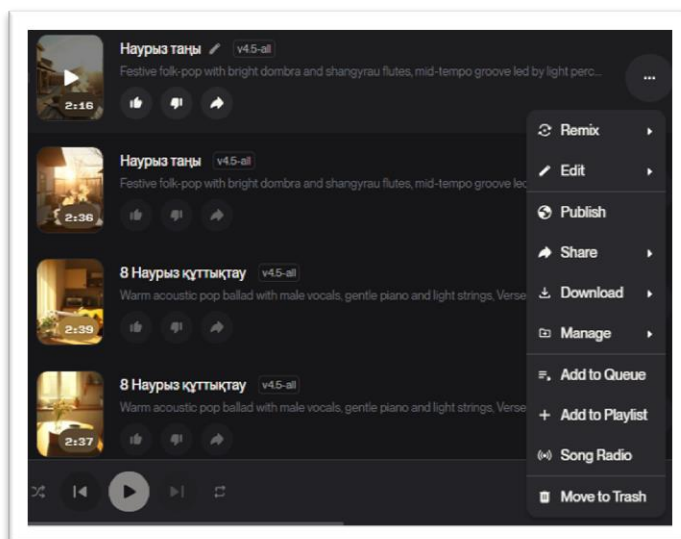 Наурыз таңы v4.5-all
Festive folk-pop with bright dombra and shangyrau flutes, mid-tempo groove led by light perc...
2:16
Наурыз таңы v4.5-all
Festive folk-pop with bright dombra and shangyrau flutes, mid-tempo groove led
2:36
8 Наурыз құттықтау v4.5-all
Warm acoustic pop ballad with male vocals, gentle piano and light strings, Verse
2:39
8 Наурыз құттықтау v4.5-all
Warm acoustic pop ballad with male vocals, gentle piano and light strings, Verse
2:37
Remix
Edit
Publish
Share
Download
Manage
Add to Queue
Add to Playlist
Song Radio
Move to Trash